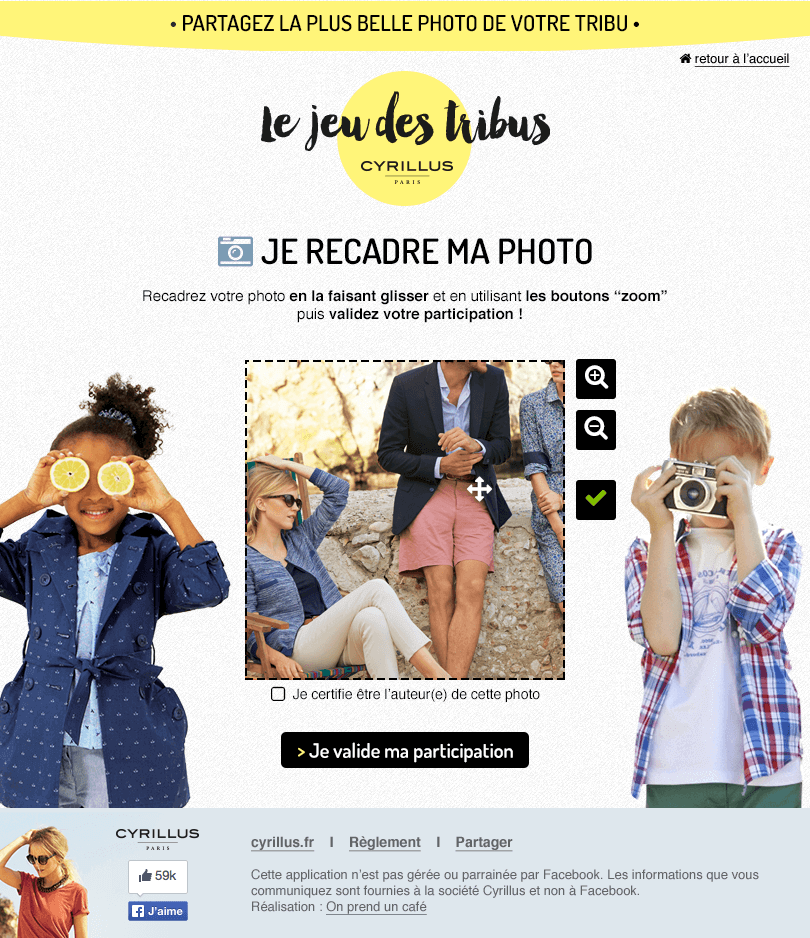 • PARTAGEZ LA PLUS BELLE PHOTO DE VOTRE TRIBU •
retour à l'accueil
Le jeu des tribus
CYRILLUS
PARIS
JE RECADRE MA PHOTO
Recadrez votre photo en la faisant glisser et en utilisant les boutons “zoom”
puis validez votre participation !
Je certifie être l'auteur(e) de cette photo
> Je valide ma participation
CYRILLUS
PARIS
59k
J'aime
cyrillus.fr I Règlement I Partager
Cette application n'est pas gérée ou parrainée par Facebook. Les informations que vous
communiquez sont fournies à la société Cyrillus et non à Facebook.
Réalisation : On prend un café